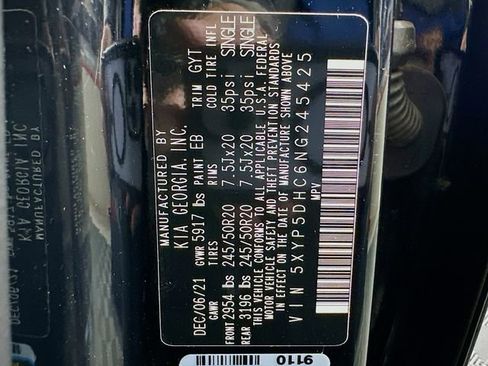 MANUFACTURED BY
KIA GEORGIA, INC.
DEC/06/21 GVWR 5917 lbs PAINT EB TRIM GYT
GAWR TIRES RIMS COLD TIRE INFL
FRONT 2954 lbs 245/50R20 7.5Jx20 35psi SINGLE
REAR 3196 lbs 245/50R20 7.5Jx20 35psi SINGLE
THIS VEHICLE CONFORMS TO ALL APPLICABLE U.S.A. FEDERAL
MOTOR VEHICLE SAFETY AND THEFT PREVENTION STANDARDS
IN EFFECT ON THE DATE OF MANUFACTURE SHOWN ABOVE
VIN 5XYP5DHC6NG245425
MPV
9110